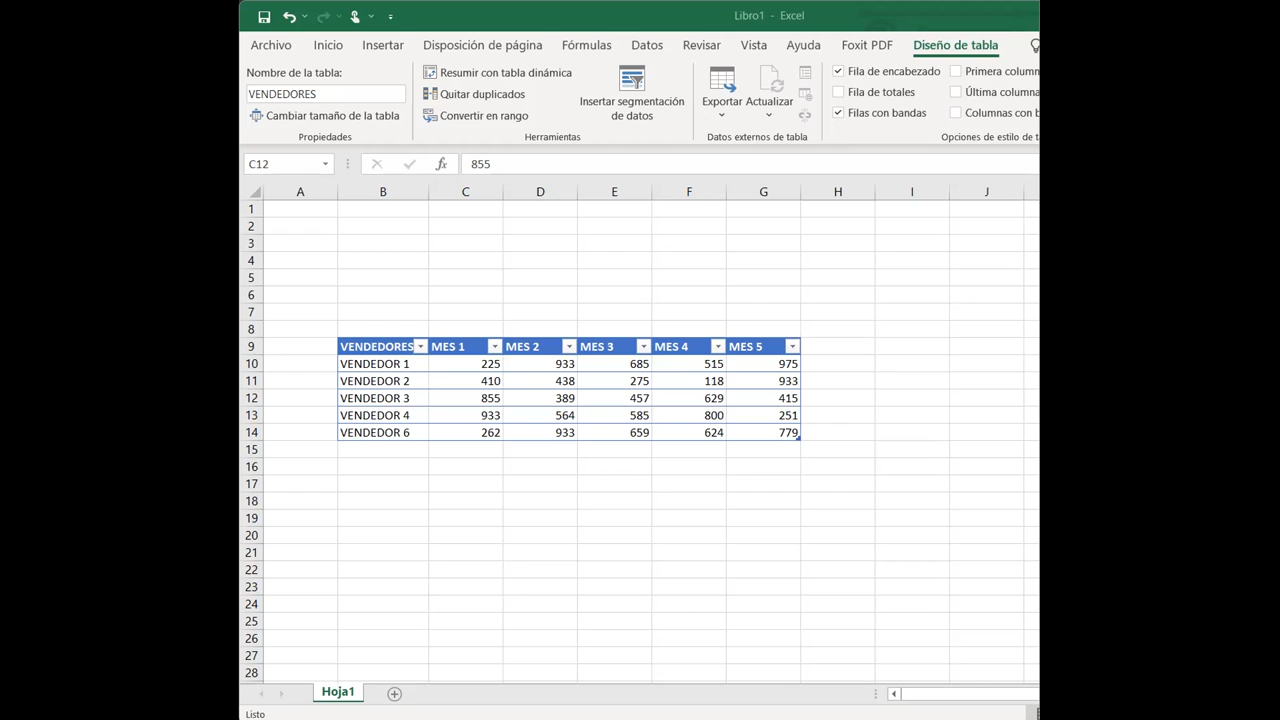 Libro1 - Excel
Archivo Inicio Insertar Disposición de página Fórmulas Datos Revisar Vista Ayuda Foxit PDF Diseño de tabla
Nombre de la tabla:
VENDEDORES
Cambiar tamaño de la tabla
Propiedades
Resumir con tabla dinámica
Quitar duplicados
Convertir en rango
Insertar segmentación
de datos
Herramientas
Exportar Actualizar
Datos externos de tabla
Fila de encabezado Primera column
Fila de totales Última columna
Filas con bandas Columnas con b
Opciones de estilo de ta
C12 fx 855
A B C D E F G H I J
1
2
3
4
5
6
7
8
9 VENDEDORES MES 1 MES 2 MES 3 MES 4 MES 5
10 VENDEDOR 1 225 933 685 515 975
11 VENDEDOR 2 410 438 275 118 933
12 VENDEDOR 3 855 389 457 629 415
13 VENDEDOR 4 933 564 585 800 251
14 VENDEDOR 6 262 933 659 624 779
15
16
17
18
19
20
21
22
23
24
25
26
27
28
Hoja1
Listo